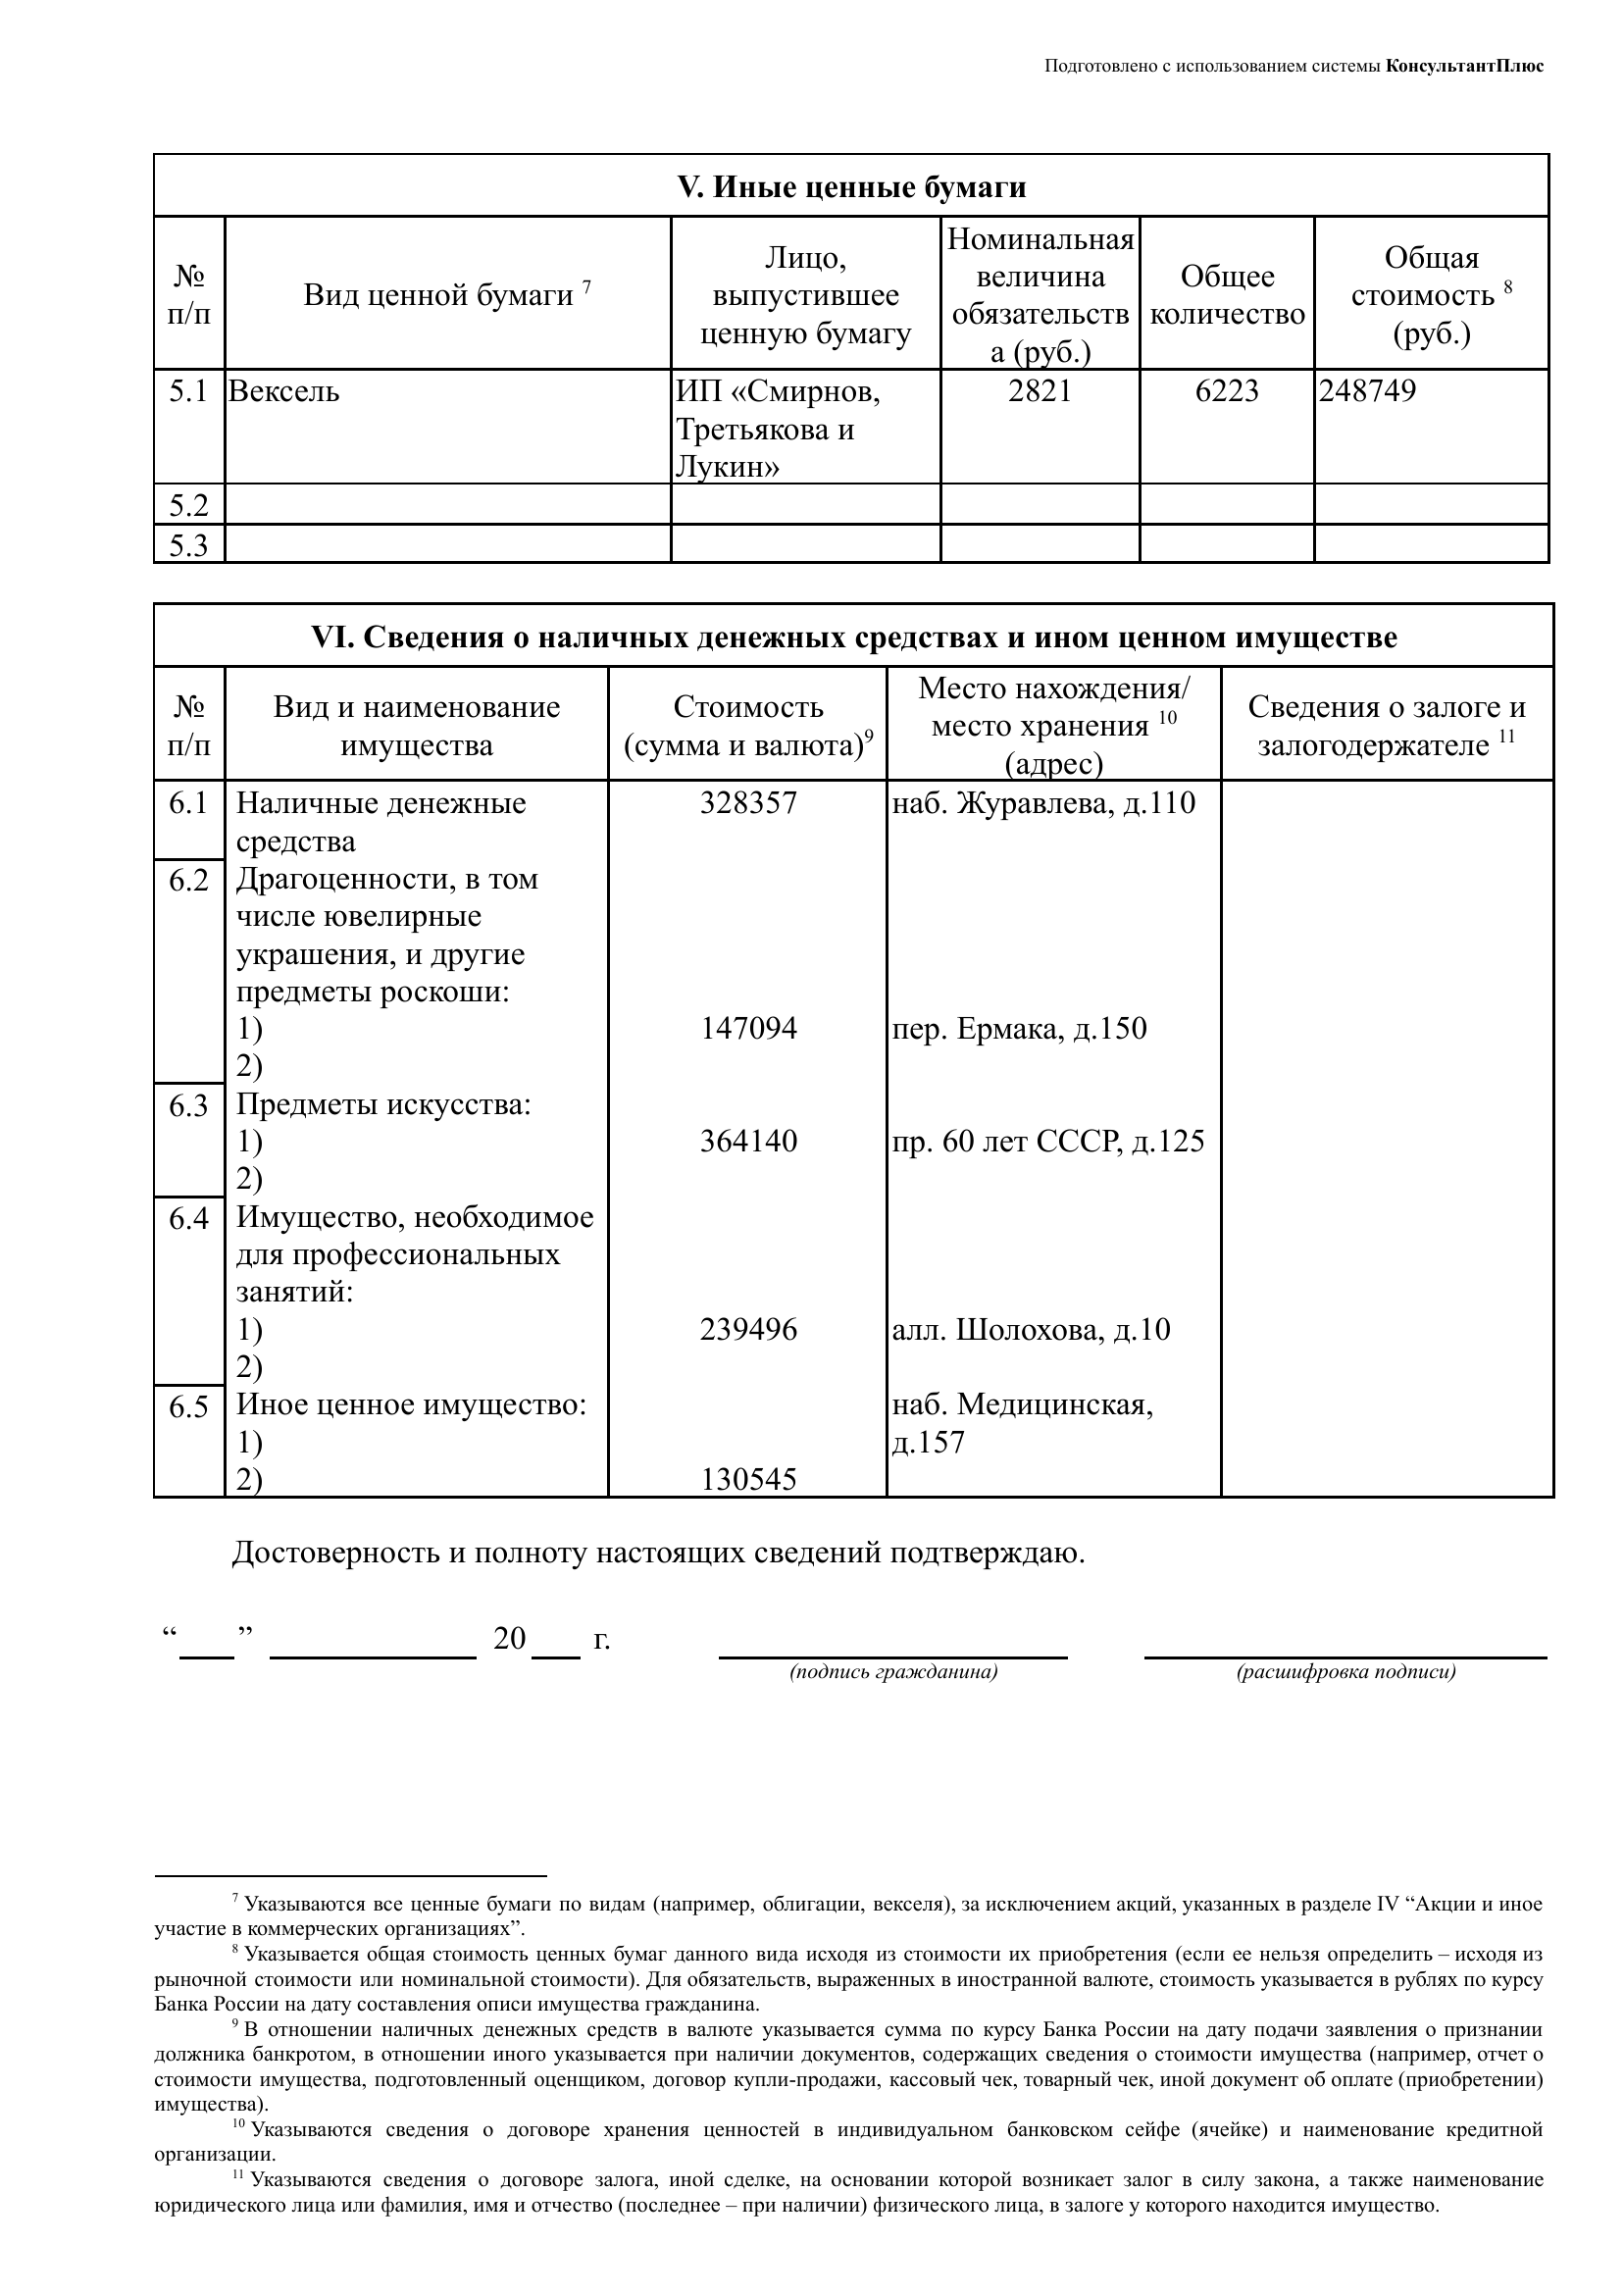 Подготовлено с использованием системы КонсультантПлюс
V. Иные ценные бумаги
№ п/п
Вид ценной бумаги 7
Лицо, выпустившее ценную бумагу
Номинальная величина обязательств а (руб.)
Общее количество
Общая стоимость 8 (руб.)
5.1 Вексель ИП «Смирнов, 2821 6223 248749
Третьякова и
Лукин»
5.2
5.3
VI. Сведения о наличных денежных средствах и ином ценном имуществе
№ п/п
Вид и наименование имущества
Стоимость (сумма и валюта)9
Место нахождения/ место хранения 10 (адрес)
Сведения о залоге и залогодержателе 11
6.1 Наличные денежные 328357 наб. Журавлева, д.110
средства
6.2 Драгоценности, в том
числе ювелирные
украшения, и другие
предметы роскоши:
1) 147094 пер. Ермака, д.150
2)
6.3 Предметы искусства:
1) 364140 пр. 60 лет СССР, д.125
2)
6.4 Имущество, необходимое
для профессиональных
занятий:
1) 239496 алл. Шолохова, д.10
2)
6.5 Иное ценное имущество: наб. Медицинская,
1) д.157
2) 130545
Достоверность и полноту настоящих сведений подтверждаю.
“ ” 20 г.
(подпись гражданина) (расшифровка подписи)
7 Указываются все ценные бумаги по видам (например, облигации, векселя), за исключением акций, указанных в разделе IV “Акции и иное
участие в коммерческих организациях”.
8 Указывается общая стоимость ценных бумаг данного вида исходя из стоимости их приобретения (если ее нельзя определить – исходя из
рыночной стоимости или номинальной стоимости). Для обязательств, выраженных в иностранной валюте, стоимость указывается в рублях по курсу
Банка России на дату составления описи имущества гражданина.
9 В отношении наличных денежных средств в валюте указывается сумма по курсу Банка России на дату подачи заявления о признании
должника банкротом, в отношении иного указывается при наличии документов, содержащих сведения о стоимости имущества (например, отчет о
стоимости имущества, подготовленный оценщиком, договор купли-продажи, кассовый чек, товарный чек, иной документ об оплате (приобретении)
имущества).
10 Указываются сведения о договоре хранения ценностей в индивидуальном банковском сейфе (ячейке) и наименование кредитной
организации.
11 Указываются сведения о договоре залога, иной сделке, на основании которой возникает залог в силу закона, а также наименование
юридического лица или фамилия, имя и отчество (последнее – при наличии) физического лица, в залоге у которого находится имущество.